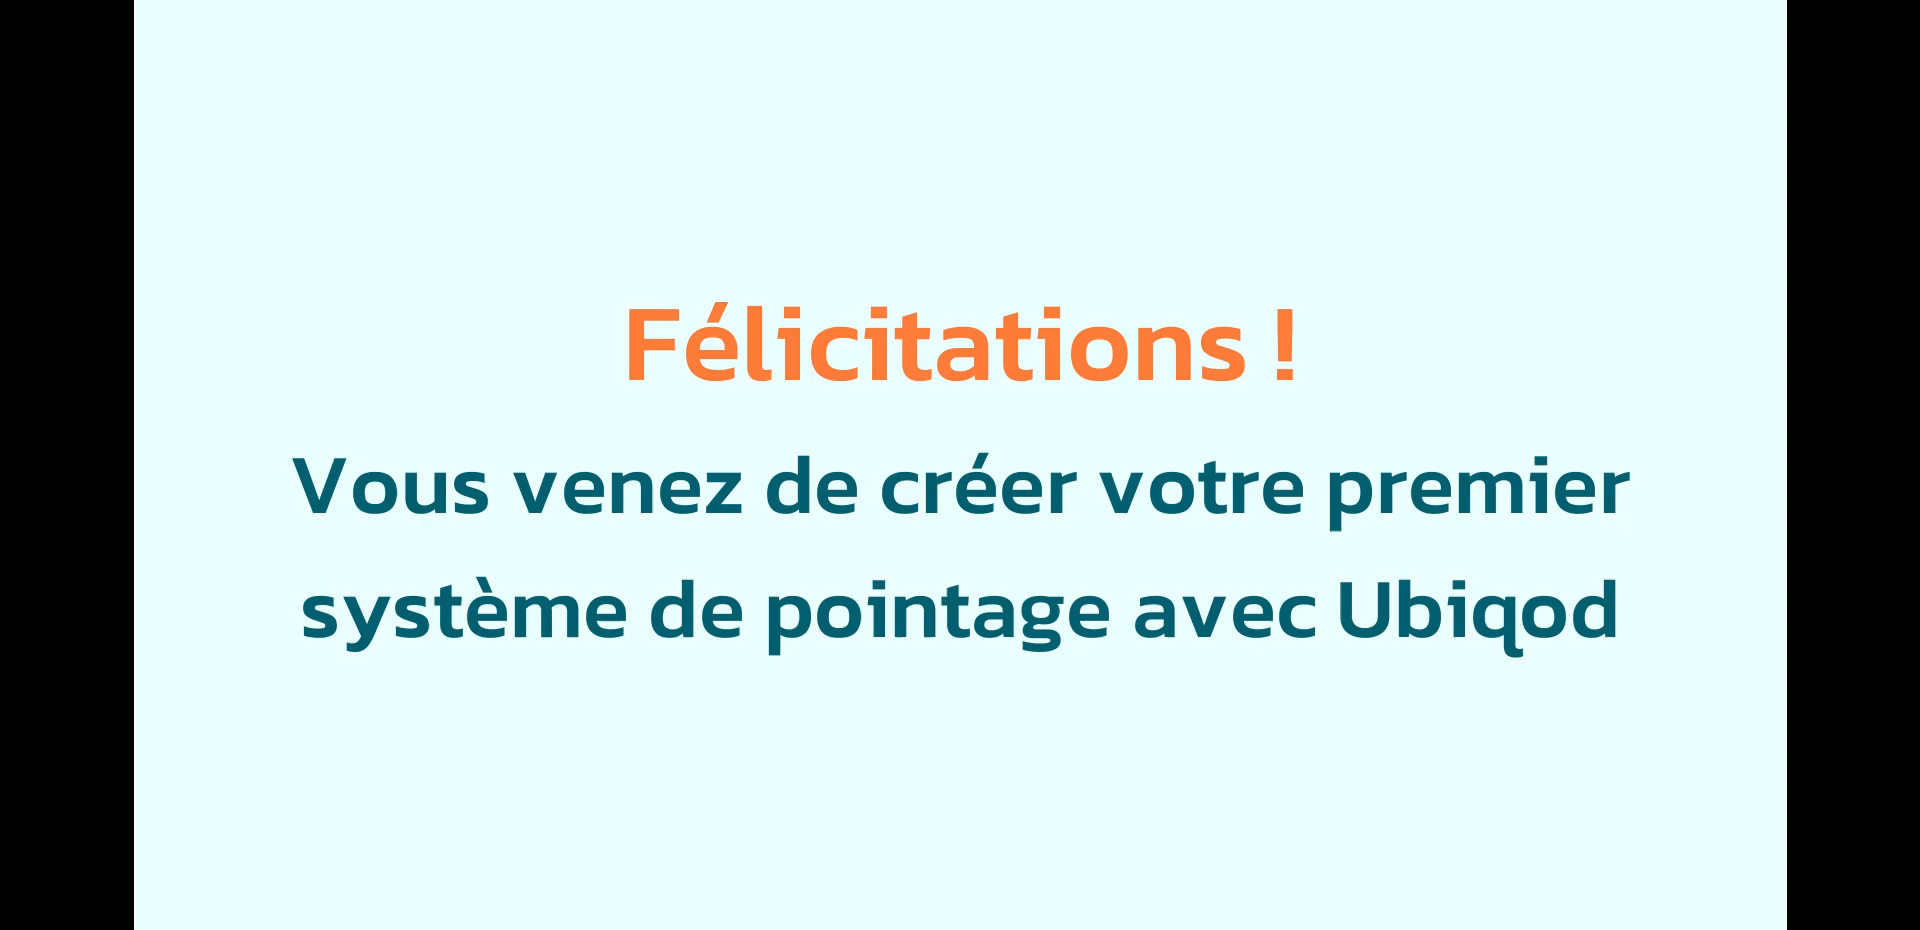 Félicitations !
Vous venez de créer votre premier
système de pointage avec Ubiqod